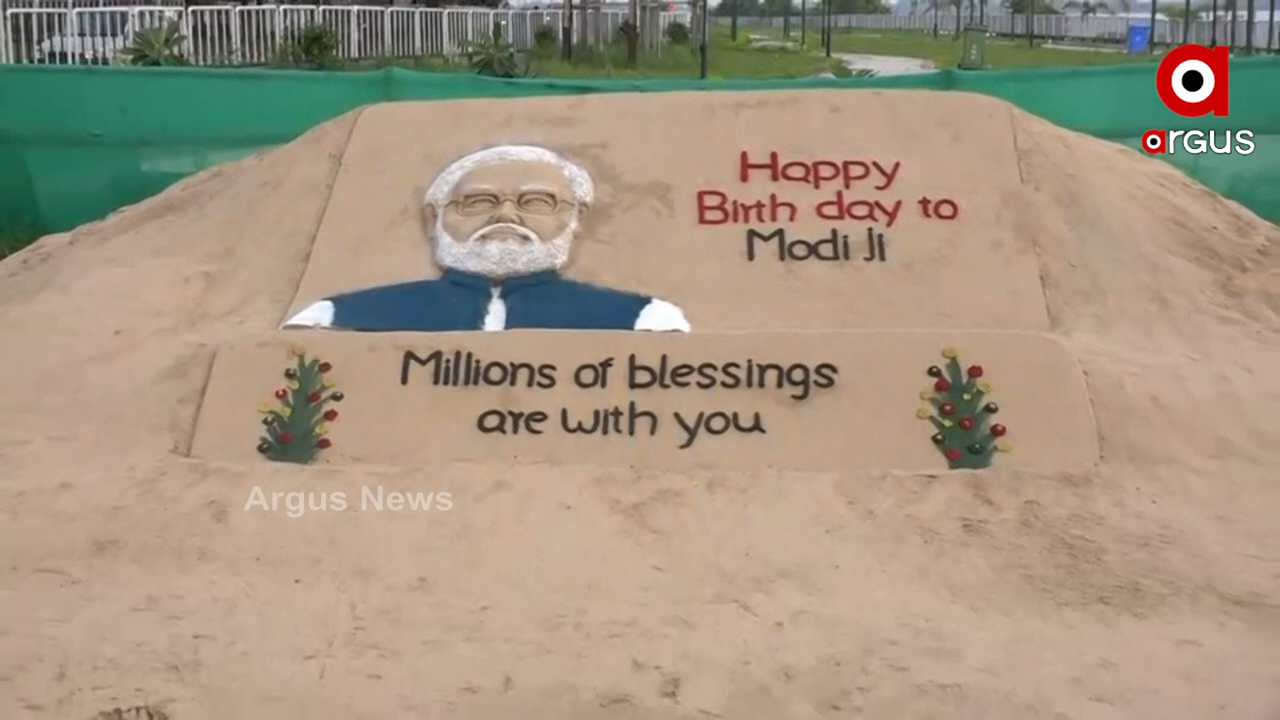 argus
Happy
Birth day to
Modi Ji
Millions of blessings
are with you
Argus News